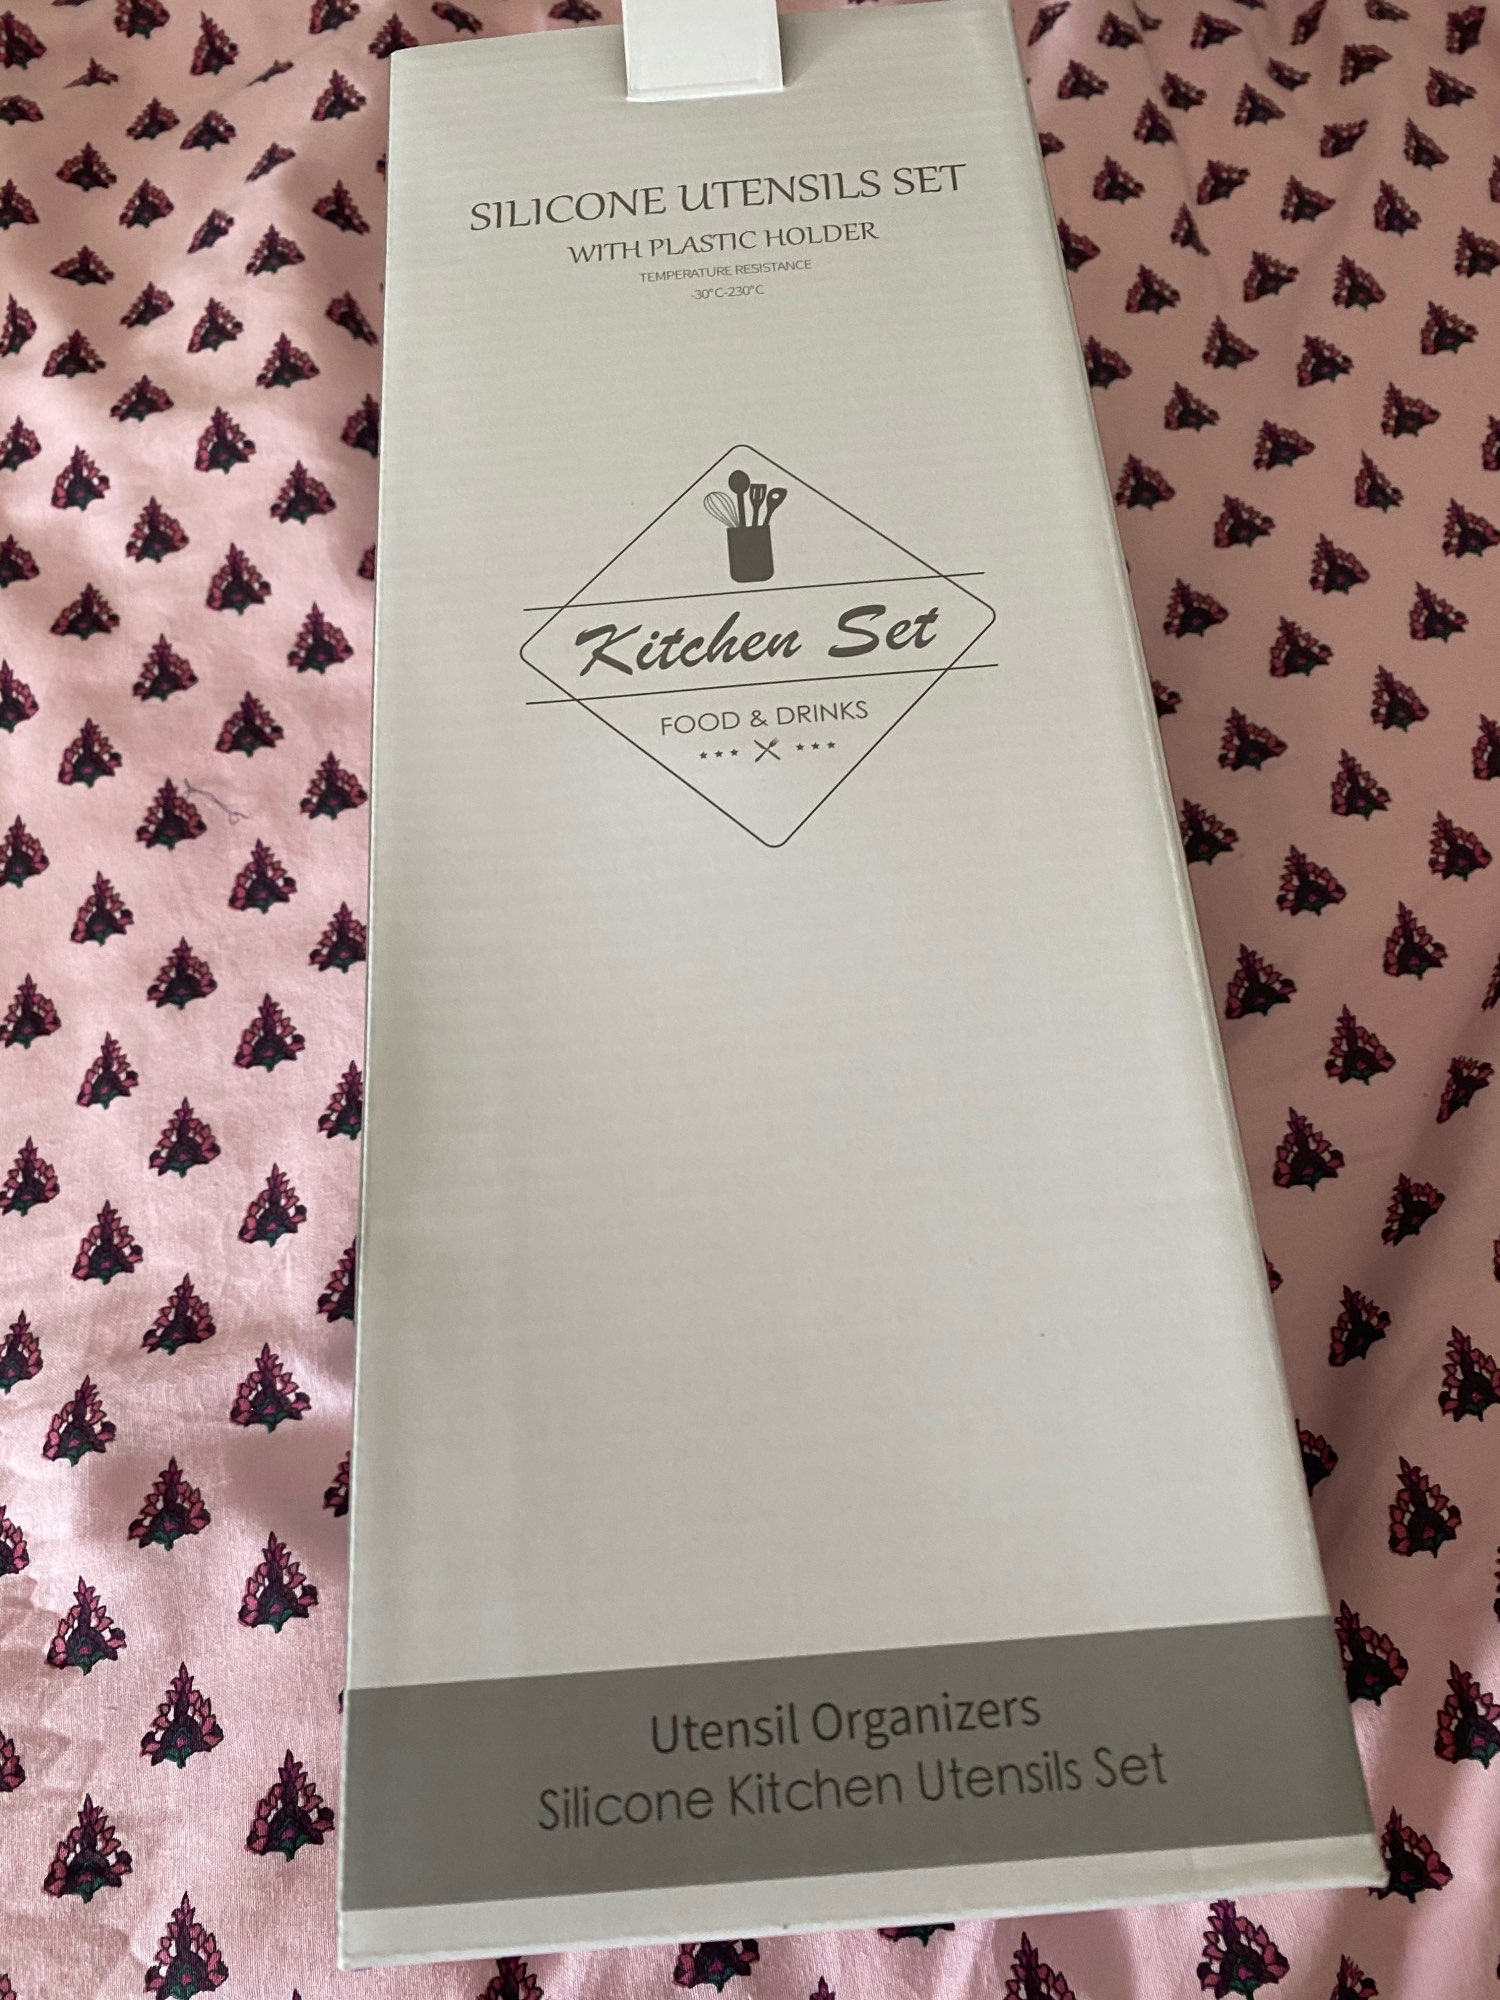 SILICONE UTENSILS SET
WITH PLASTIC HOLDER
TEMPERATURE RESISTANCE
-30°C-230°C
Kitchen Set
FOOD & DRINKS
Utensil Organizers
Silicone Kitchen Utensils Set